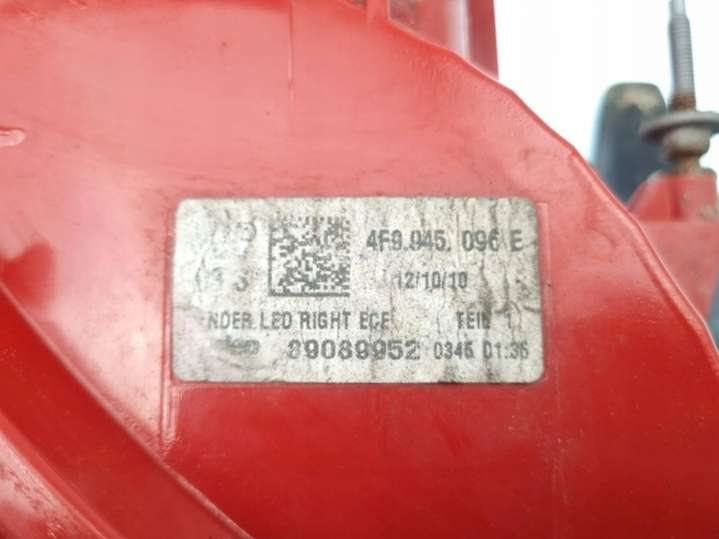 4F9.945. 096 E
12/10/10
NDER LED RIGHT ECE TEIL 1
89089952 0345 01:36